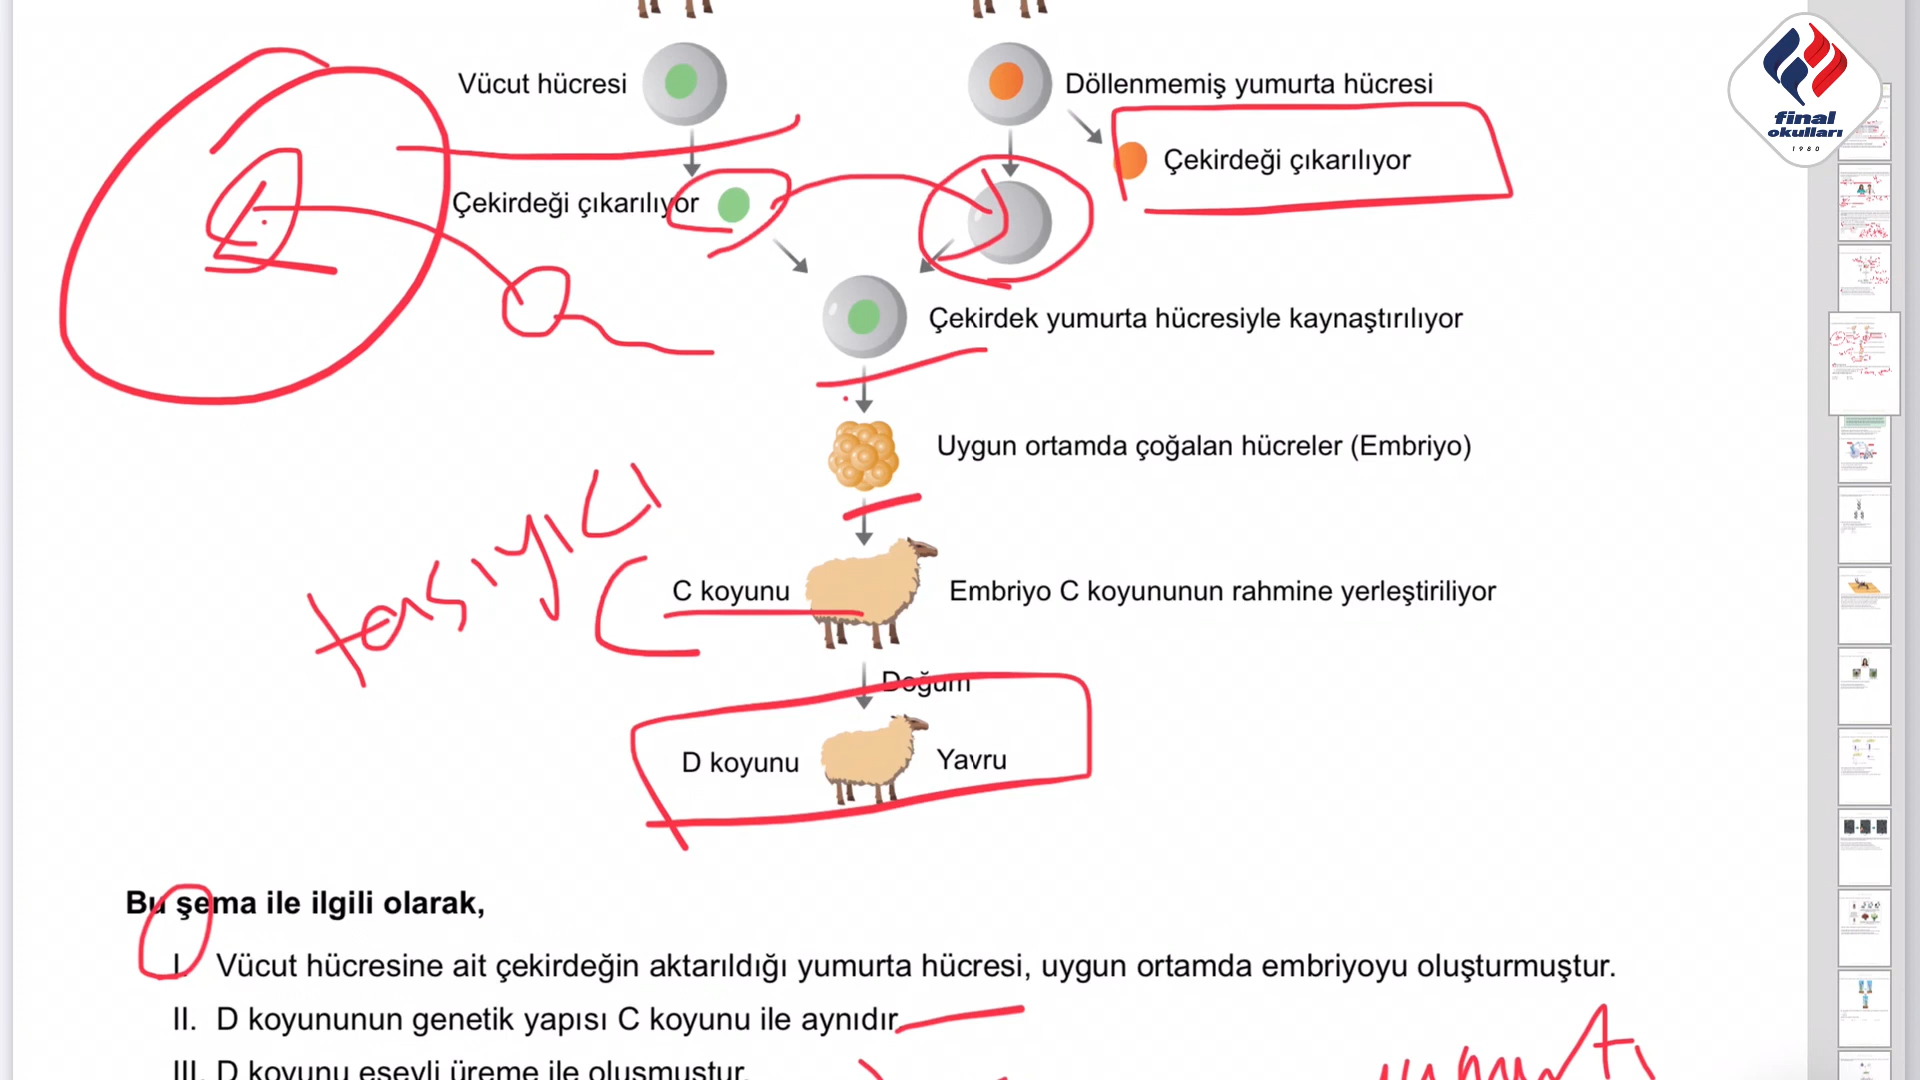 final
okulları
1980
Vücut hücresi
Döllenmemiş yumurta hücresi
Çekirdeği çıkarılıyor
Çekirdeği çıkarılıyor
Çekirdek yumurta hücresiyle kaynaştırılıyor
Uygun ortamda çoğalan hücreler (Embriyo)
taşıyıcı
C koyunu
Embriyo C koyununun rahmine yerleştiriliyor
Doğum
D koyunu
Yavru
Bu şema ile ilgili olarak,
I. Vücut hücresine ait çekirdeğin aktarıldığı yumurta hücresi, uygun ortamda embriyoyu oluşturmuştur.
II. D koyununun genetik yapısı C koyunu ile aynıdır.
III. D koyunu eşeyli üreme ile oluşmuştur.